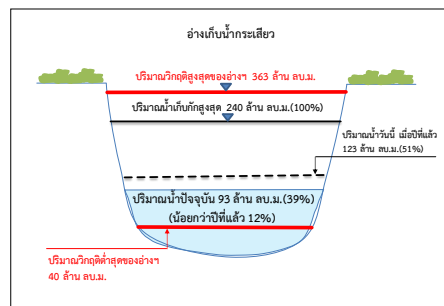 อ่างเก็บน้ำกระเสียว
ปริมาณวิกฤติสูงสุดของอ่างฯ 363 ล้าน ลบ.ม.
ปริมาณน้ำเก็บกักสูงสุด 240 ล้าน ลบ.ม.(100%)
ปริมาณน้ำวันนี้ เมื่อปีที่แล้ว
123 ล้าน ลบ.ม.(51%)
ปริมาณน้ำปัจจุบัน 93 ล้าน ลบ.ม.(39%)
(น้อยกว่าปีที่แล้ว 12%)
ปริมาณวิกฤติต่ำสุดของอ่างฯ
40 ล้าน ลบ.ม.